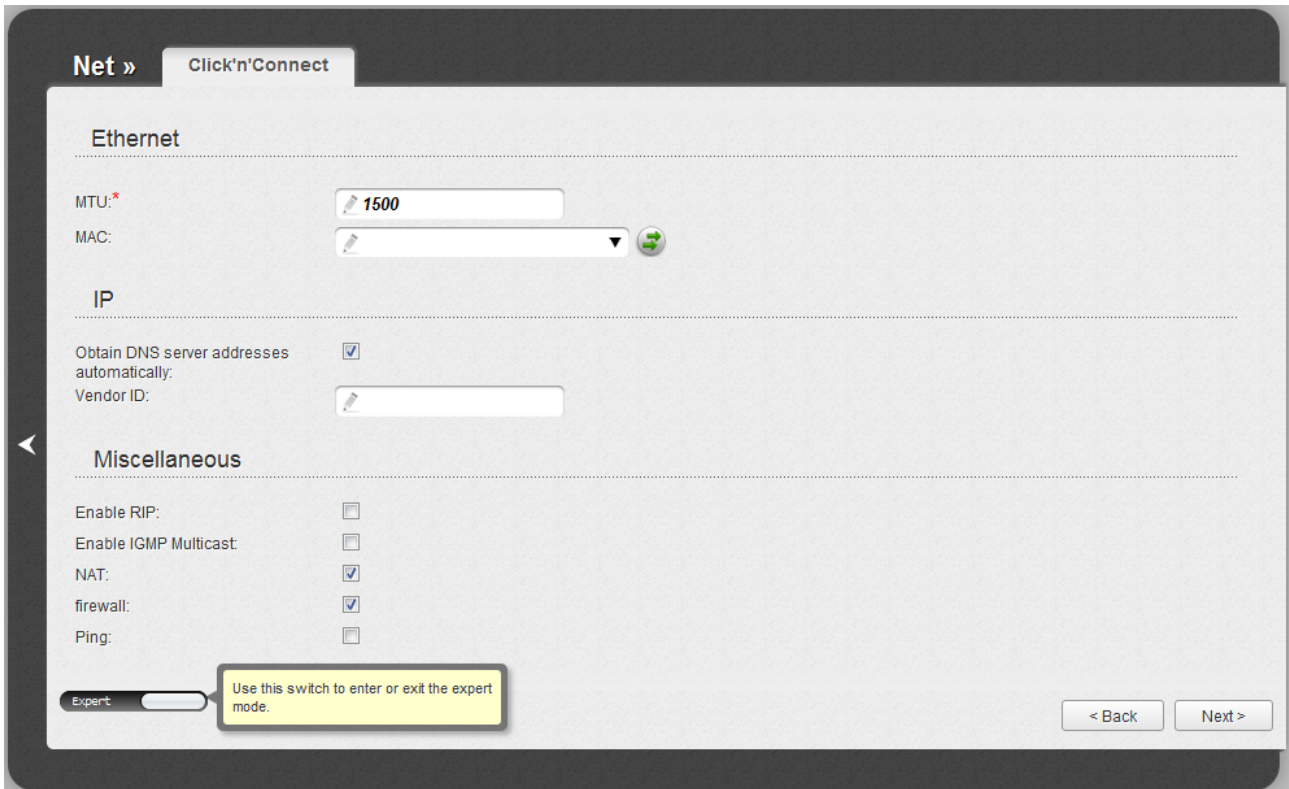 Net »
Click'n'Connect
Ethernet
MTU:*
1500
MAC:
IP
Obtain DNS server addresses
automatically:
Vendor ID:
Miscellaneous
Enable RIP:
Enable IGMP Multicast:
NAT:
firewall:
Ping:
Expert
Use this switch to enter or exit the expert
mode.
< Back
Next >